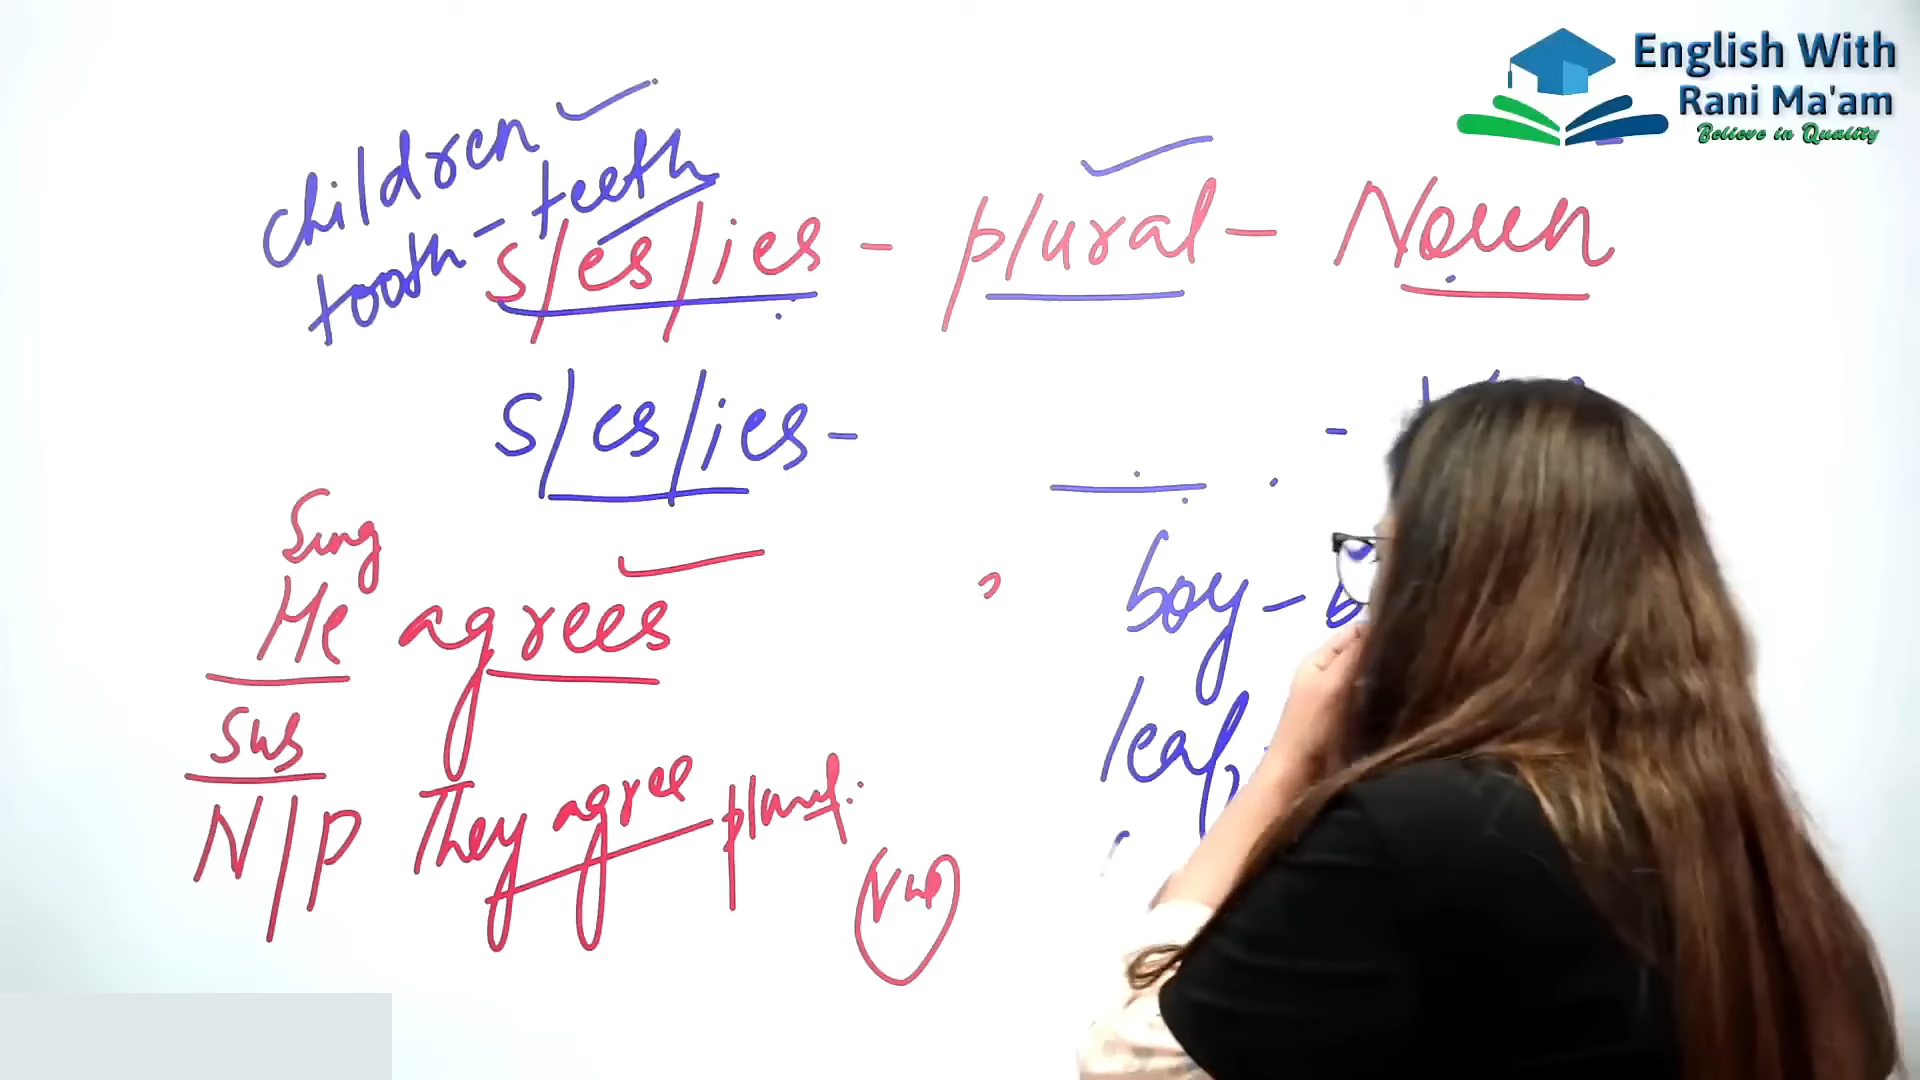 English With
Rani Ma'am
Believe in Quality
children
tooth - teeth
s/es/ies - plural - Noun
s/es/ies -
Sing
He agrees
boy -
leaf
N/P They agree plural